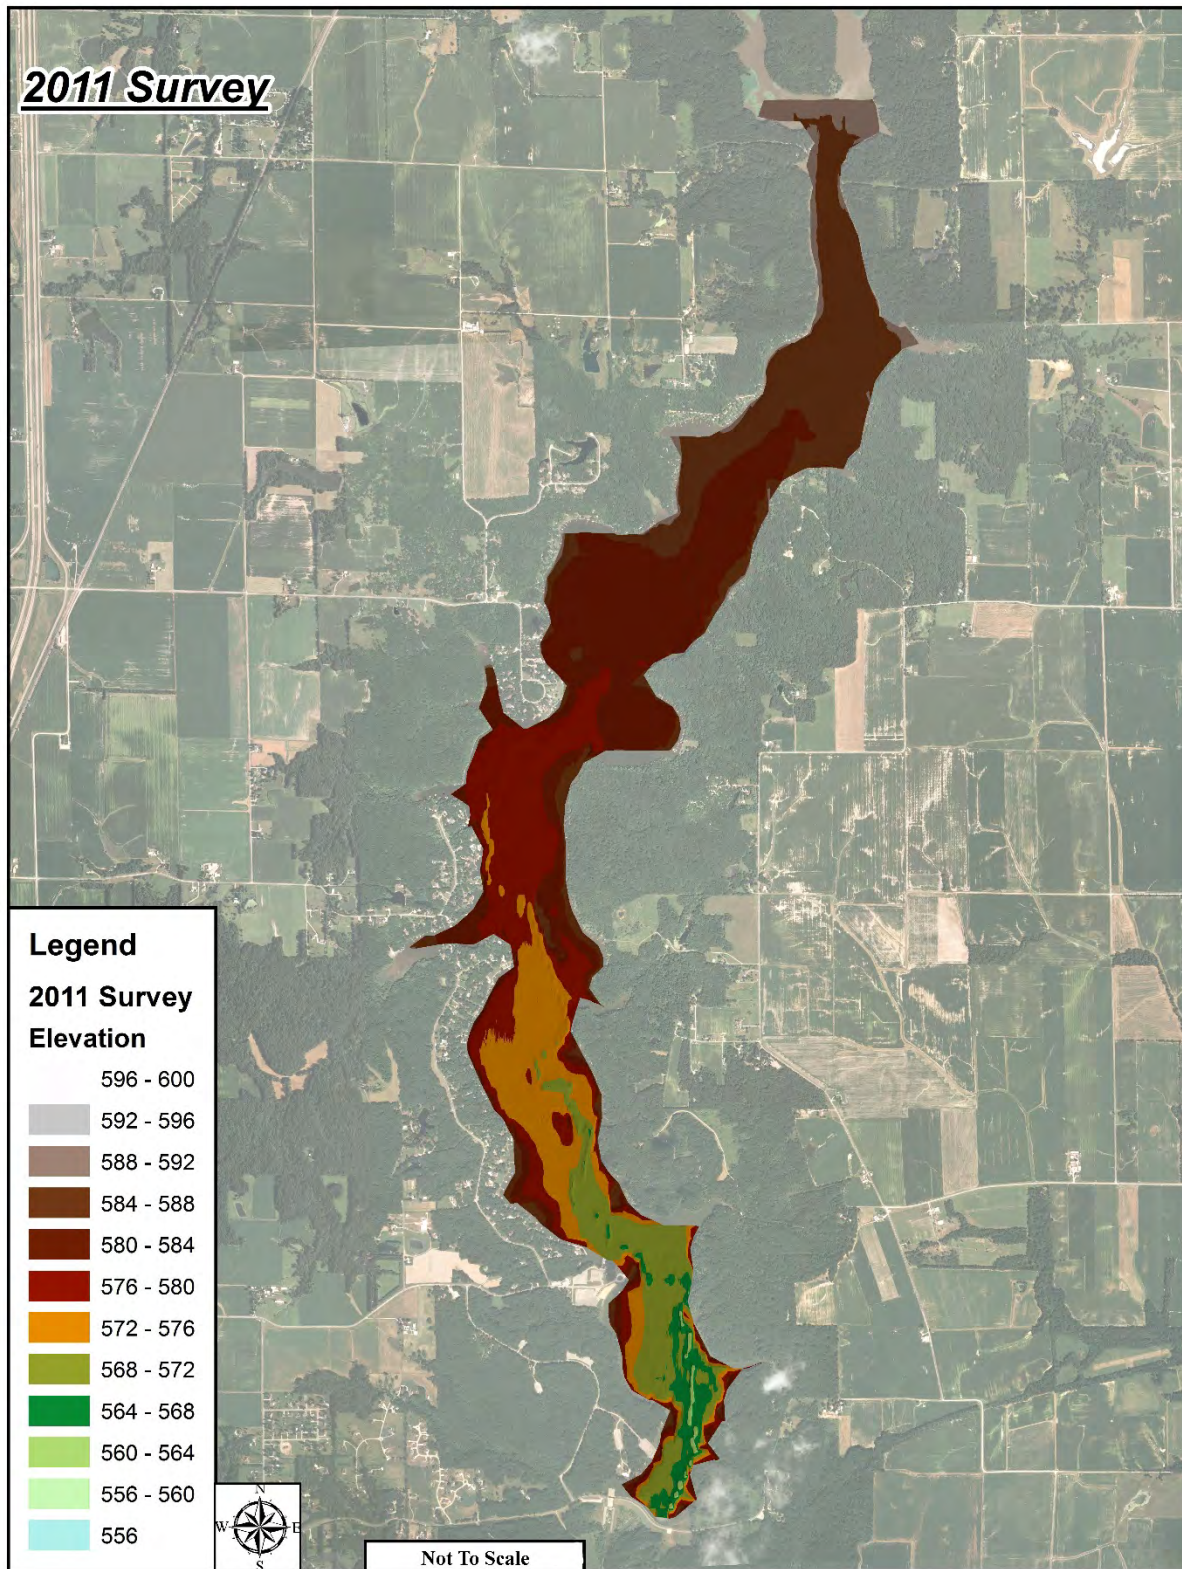 2011 Survey
Legend
2011 Survey
Elevation
596 - 600
592 - 596
588 - 592
584 - 588
580 - 584
576 - 580
572 - 576
568 - 572
564 - 568
560 - 564
556 - 560
556
N
W E
S
Not To Scale